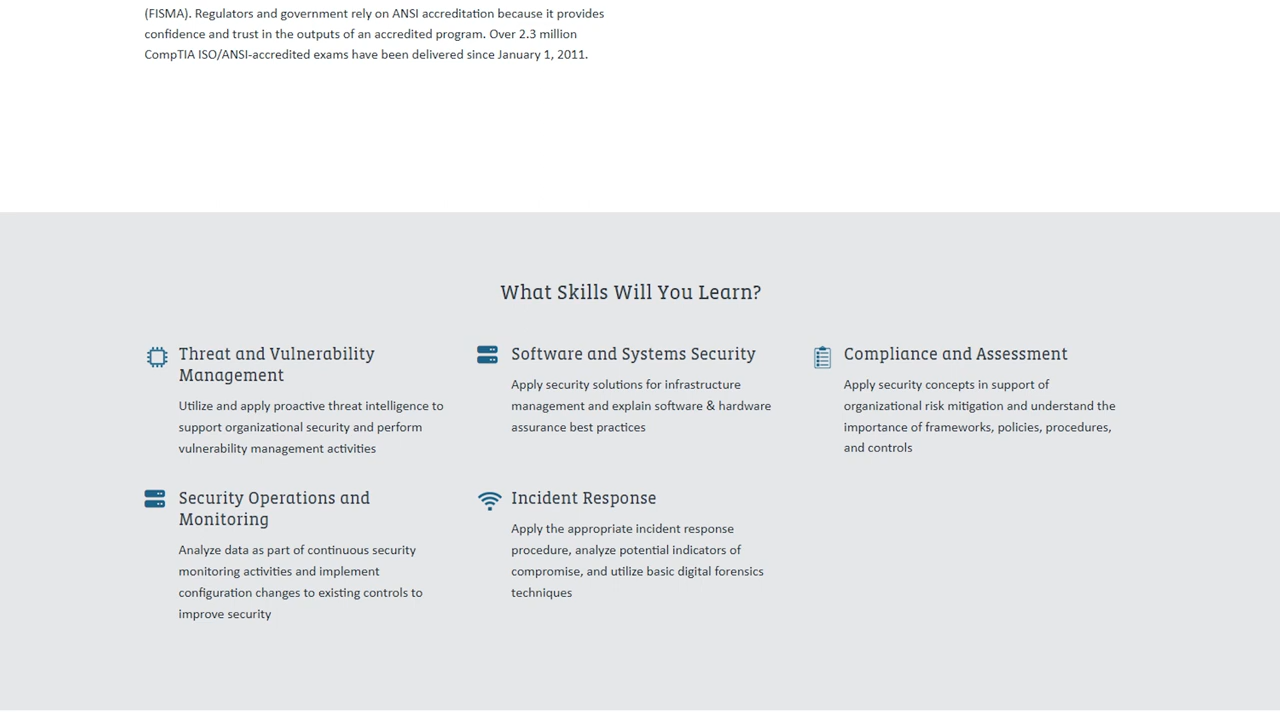 (FISMA). Regulators and government rely on ANSI accreditation because it provides
confidence and trust in the outputs of an accredited program. Over 2.3 million
CompTIA ISO/ANSI-accredited exams have been delivered since January 1, 2011.
What Skills Will You Learn?
Threat and Vulnerability
Management
Utilize and apply proactive threat intelligence to
support organizational security and perform
vulnerability management activities
Software and Systems Security
Apply security solutions for infrastructure
management and explain software & hardware
assurance best practices
Compliance and Assessment
Apply security concepts in support of
organizational risk mitigation and understand the
importance of frameworks, policies, procedures,
and controls
Security Operations and
Monitoring
Analyze data as part of continuous security
monitoring activities and implement
configuration changes to existing controls to
improve security
Incident Response
Apply the appropriate incident response
procedure, analyze potential indicators of
compromise, and utilize basic digital forensics
techniques